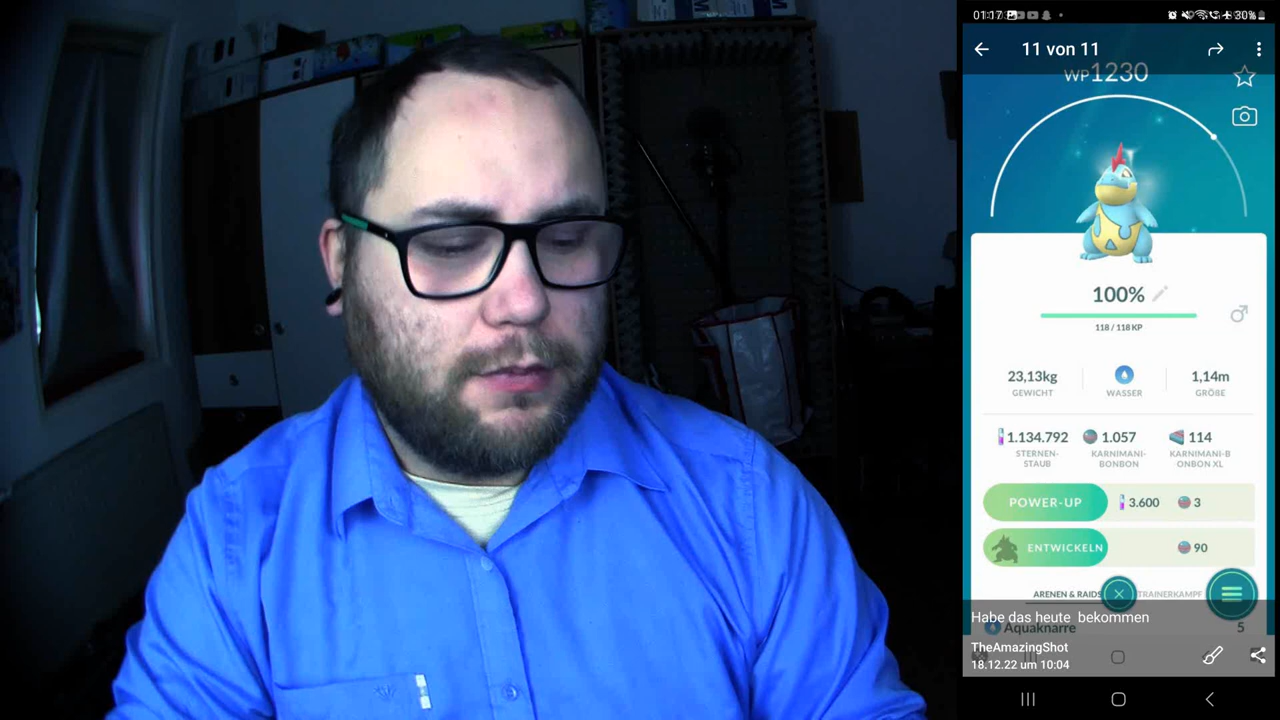 01:17
30%
11 von 11
WP1230
100%
118 / 118 KP
23,13kg
GEWICHT
WASSER
1,14m
GRÖßE
1.134.792
STERNEN-
STAUB
1.057
KARNIMANI-
BONBON
114
KARNIMANI-B
ONBON XL
POWER-UP
3.600
3
ENTWICKELN
90
ARENEN & RAIDS
TRAINERKAMPF
Habe das heute bekommen
Aquaknarre
5
TheAmazingShot
18.12.22 um 10:04